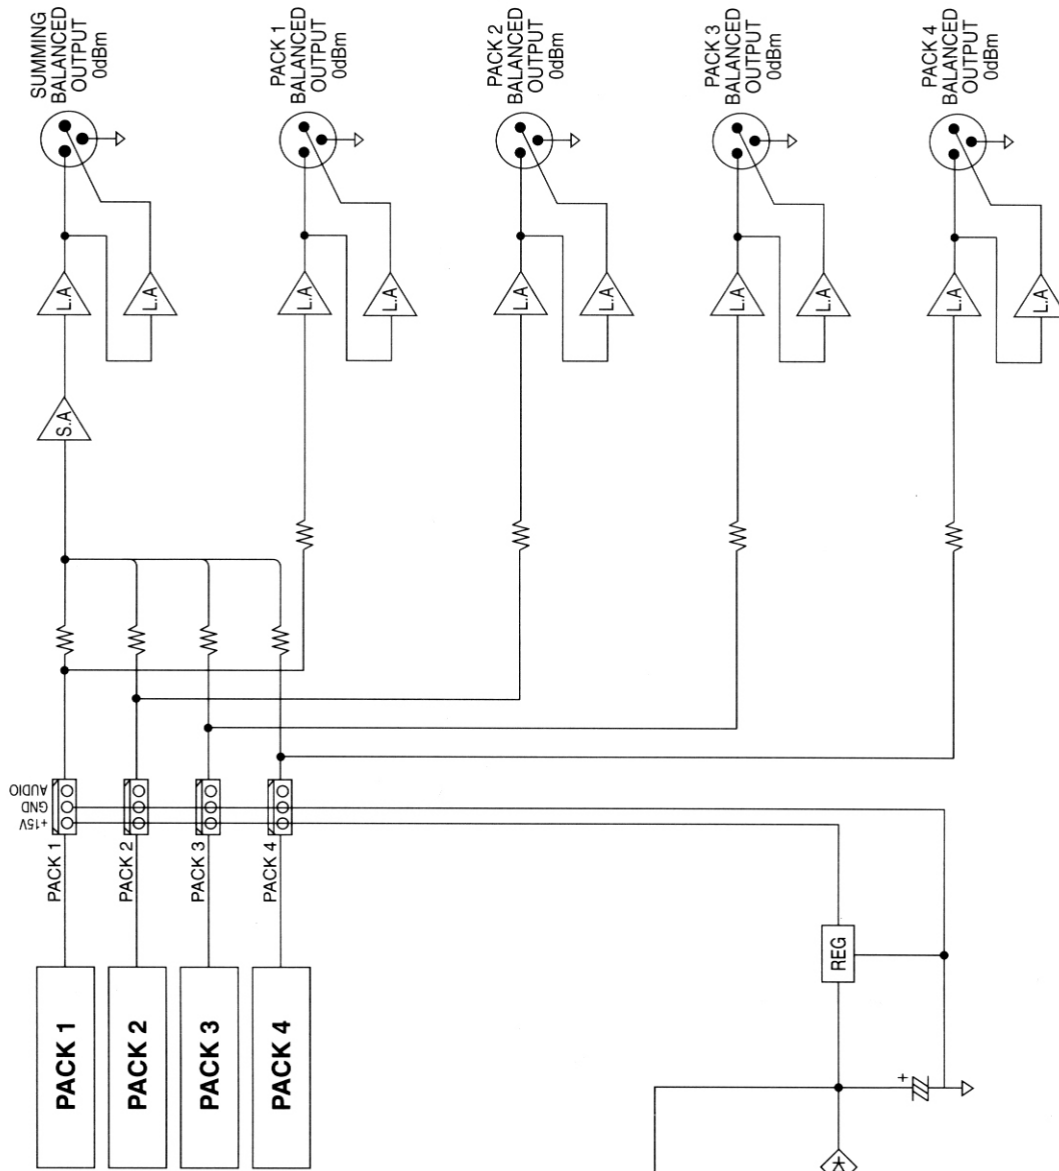 SUMMING
BALANCED
OUTPUT
0dBm
PACK 1
BALANCED
OUTPUT
0dBm
PACK 2
BALANCED
OUTPUT
0dBm
PACK 3
BALANCED
OUTPUT
0dBm
PACK 4
BALANCED
OUTPUT
0dBm
L.A
L.A
L.A
L.A
L.A
L.A
L.A
L.A
L.A
L.A
S.A
AUDIO
GND
+15V
PACK 1
PACK 2
PACK 3
PACK 4
REG
PACK 1
PACK 2
PACK 3
PACK 4
+